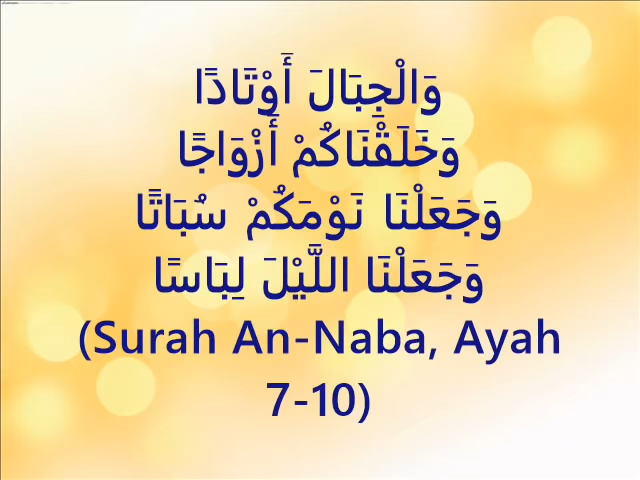 وَالْجِبَالَ أَوْتَادًا
وَخَلَقْنَاكُمْ أَزْوَاجًا
وَجَعَلْنَا نَوْمَكُمْ سُبَاتًا
وَجَعَلْنَا اللَّيْلَ لِبَاسًا
(Surah An-Naba, Ayah
7-10)